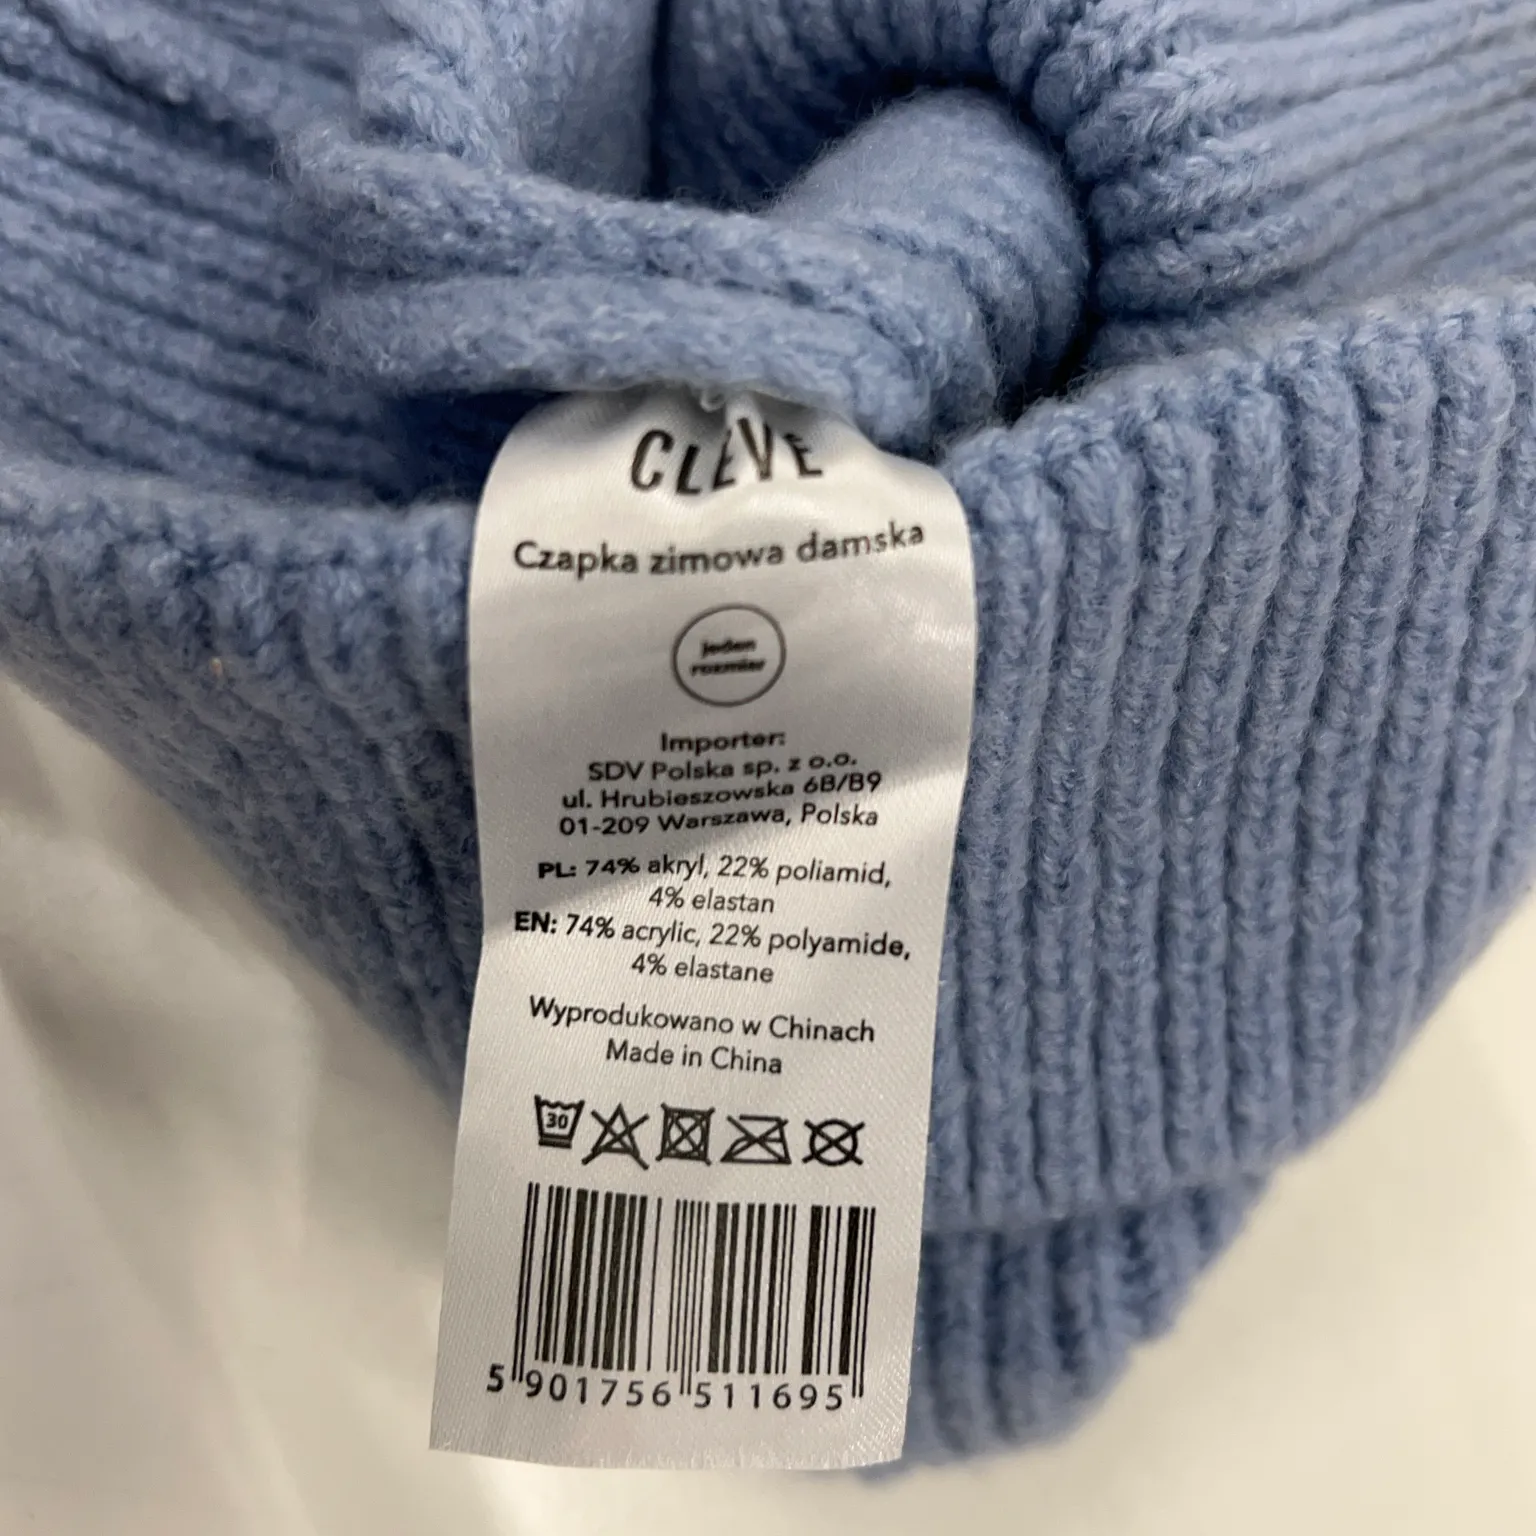 CLEVE
Czapka zimowa damska
jeden
rozmiar
Importer:
SDV Polska sp. z o.o.
ul. Hrubieszowska 6B/B9
01-209 Warszawa, Polska
PL: 74% akryl, 22% poliamid,
4% elastan
EN: 74% acrylic, 22% polyamide,
4% elastane
Wyprodukowano w Chinach
Made in China
30
5 901756 511695